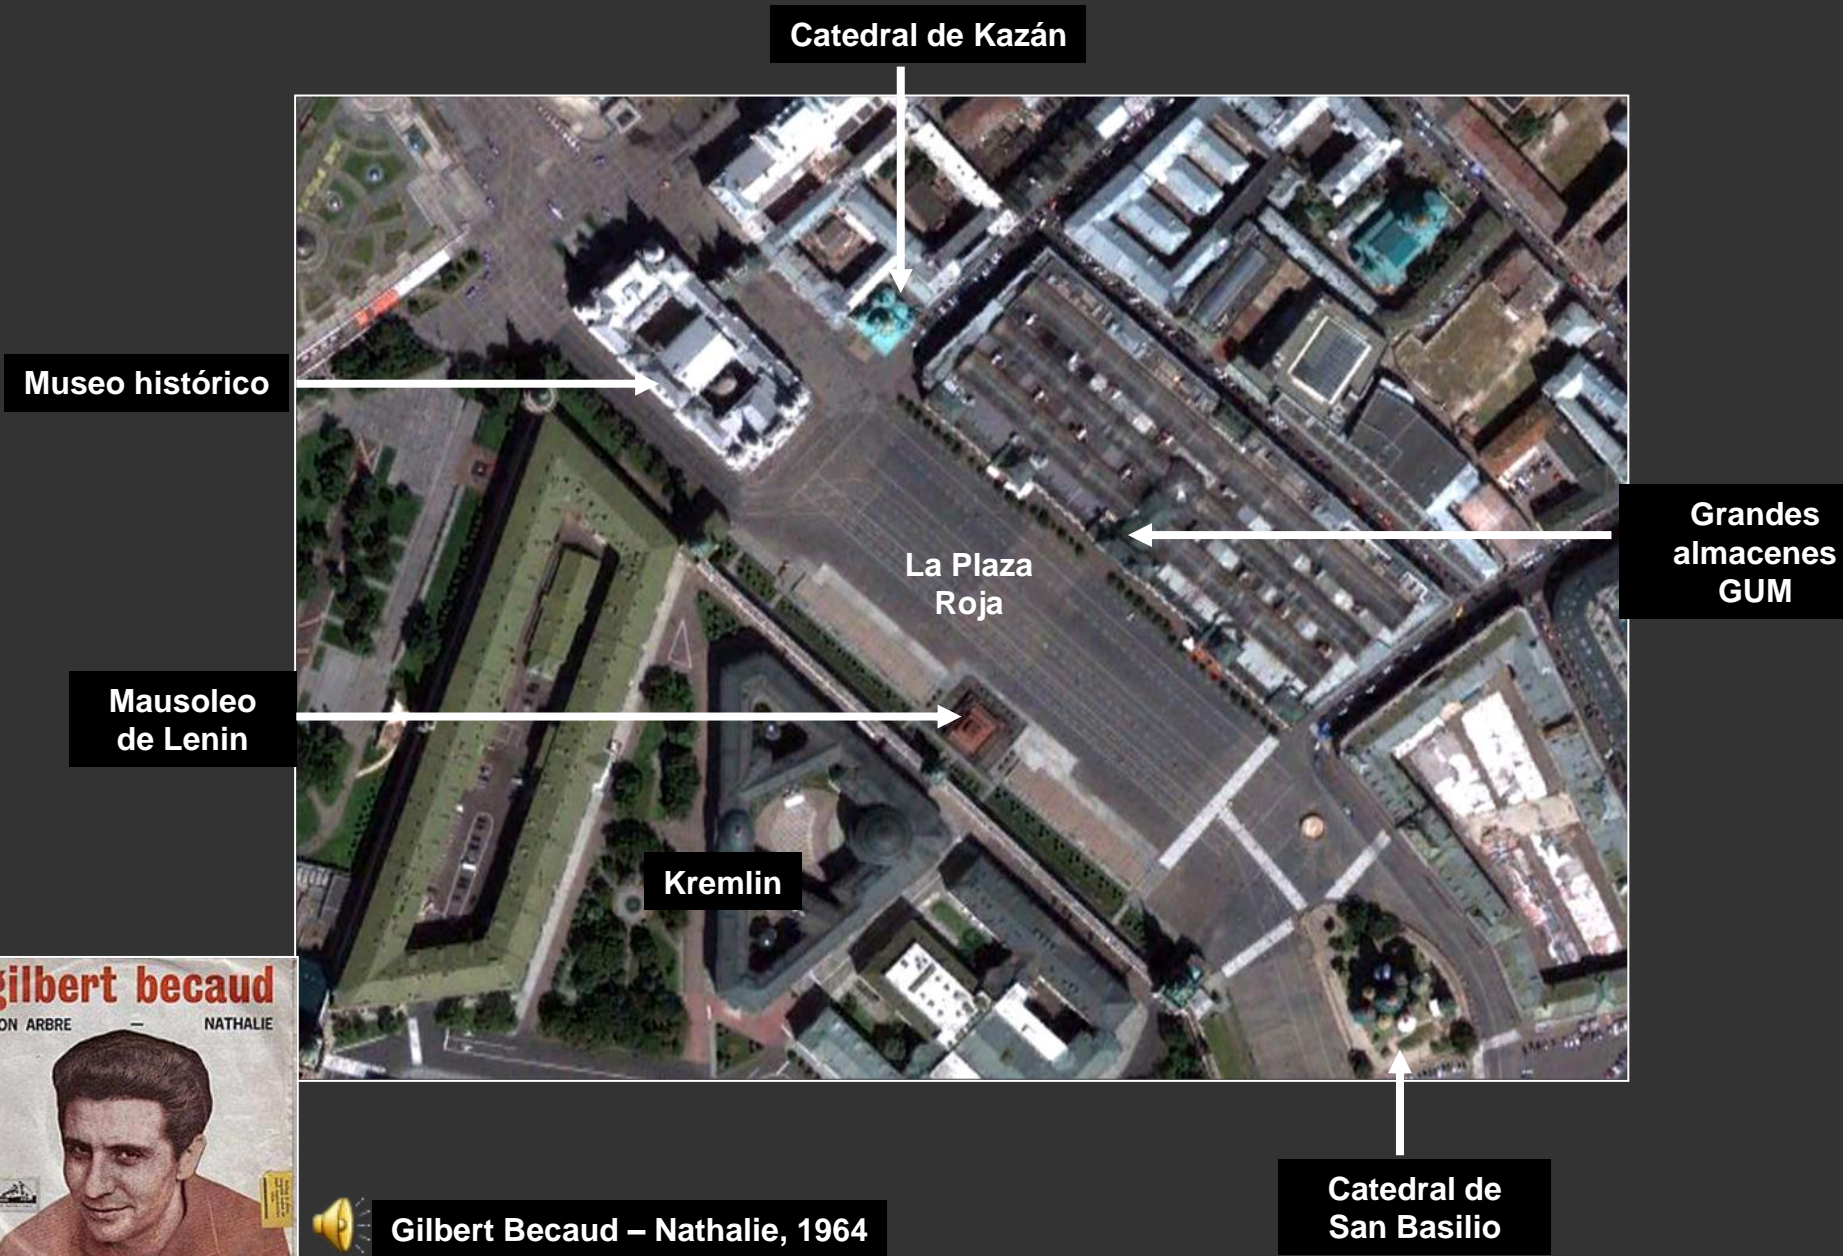 Catedral de Kazán
Museo histórico
Grandes
almacenes
GUM
La Plaza
Roja
Mausoleo
de Lenin
Kremlin
gilbert becaud
ON ARBRE — NATHALIE
Gilbert Becaud – Nathalie, 1964
Catedral de
San Basilio